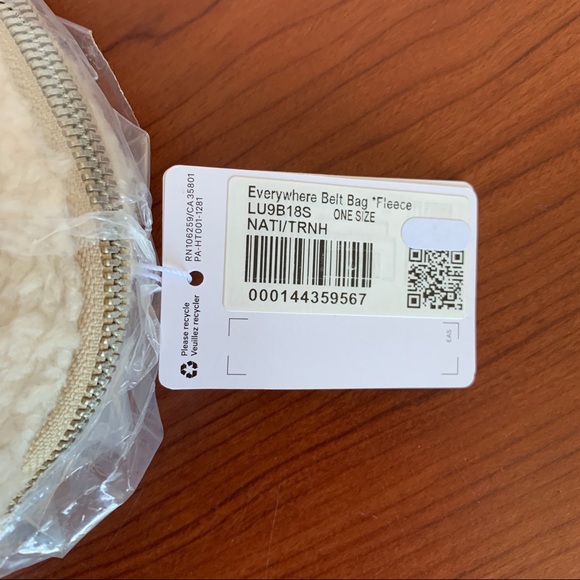 Everywhere Belt Bag *Fleece
LU9B18S ONE SIZE
NATI/TRNH
000144359567
RN106259/CA 35801
PA-HT001-1281
Please recycle
Veuillez recycler
EAS